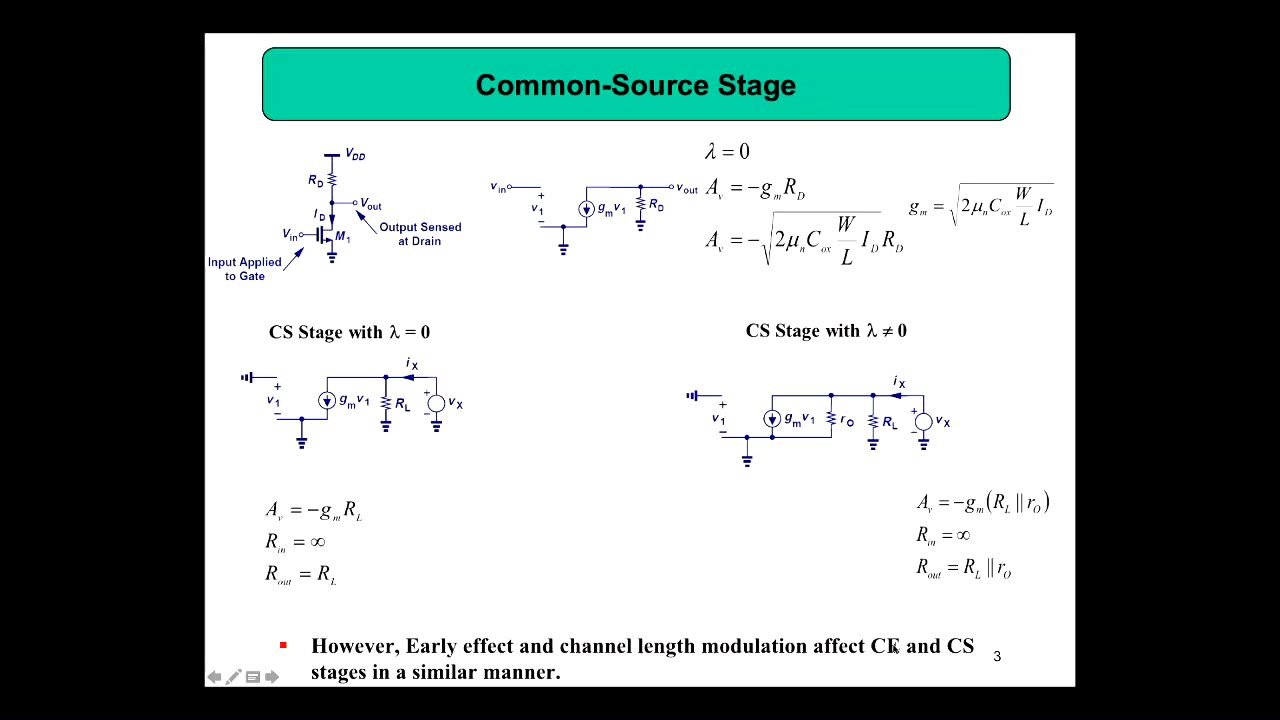 Common-Source Stage
V_DD
R_D
V_out
I_D
V_in
M_1
Output Sensed
at Drain
Input Applied
to Gate
v_in
+
v_1
−
g_m v_1
R_D
v_out
λ = 0
A_v = −g_m R_D
A_v = −√(2μ_n C_ox W/L I_D) R_D
g_m = √(2μ_n C_ox W/L I_D)
CS Stage with λ = 0
i_X
+
v_1
−
g_m v_1
R_L
+
−
v_X
A_v = −g_m R_L
R_in = ∞
R_out = R_L
CS Stage with λ ≠ 0
i_X
+
v_1
−
g_m v_1
r_O
R_L
+
−
v_X
A_v = −g_m (R_L || r_O)
R_in = ∞
R_out = R_L || r_O
However, Early effect and channel length modulation affect CE and CS
stages in a similar manner.
3